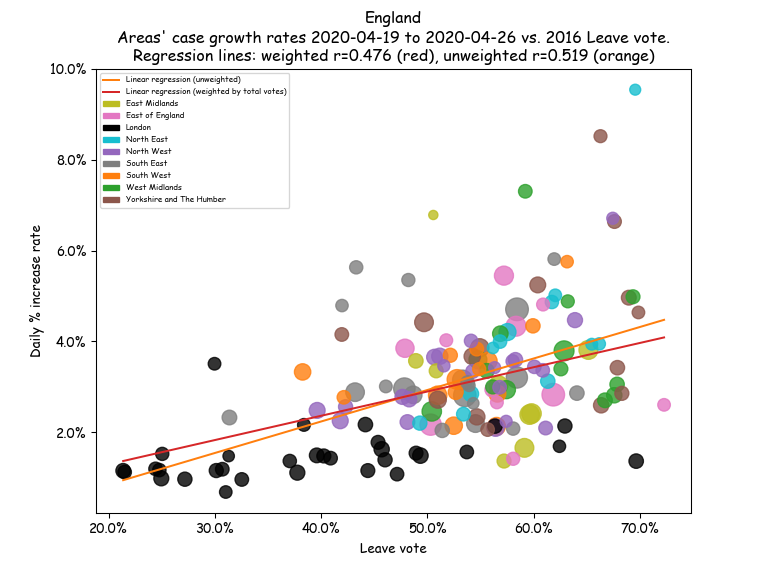 England
Areas' case growth rates 2020-04-19 to 2020-04-26 vs. 2016 Leave vote.
Regression lines: weighted r=0.476 (red), unweighted r=0.519 (orange)
Linear regression (unweighted)
Linear regression (weighted by total votes)
East Midlands
East of England
London
North East
North West
South East
South West
West Midlands
Yorkshire and The Humber
10.0%
8.0%
6.0%
4.0%
2.0%
Daily % increase rate
20.0% 30.0% 40.0% 50.0% 60.0% 70.0%
Leave vote